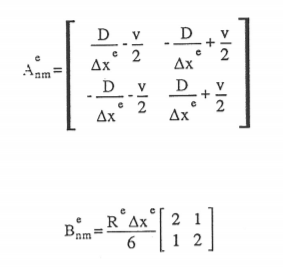 A^e_nm = [ D/Δx^e - v/2   - D/Δx^e + v/2
- D/Δx^e - v/2   D/Δx^e + v/2 ]
B^e_nm = R^e Δx^e / 6 [ 2 1
1 2 ]